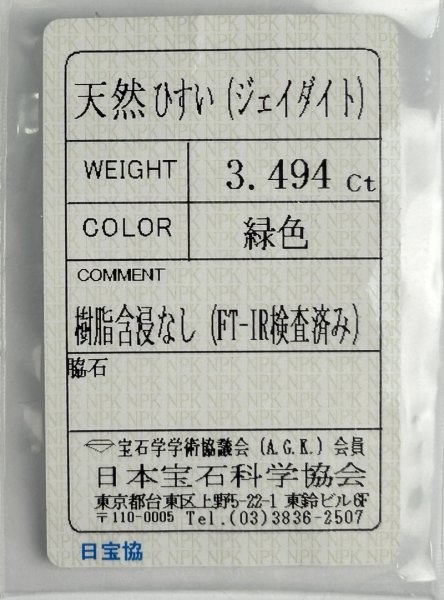 天然ひすい (ジェイダイト)
WEIGHT 3.494 Ct
COLOR 緑色
COMMENT
樹脂含浸なし (FT-IR検査済み)
脇石
宝石学学術協議会 (A.G.K.) 会員
日本宝石科学協会
東京都台東区上野5-22-1 東鈴ビル6F
〒110-0005 Tel.(03)3836-2507
日宝協